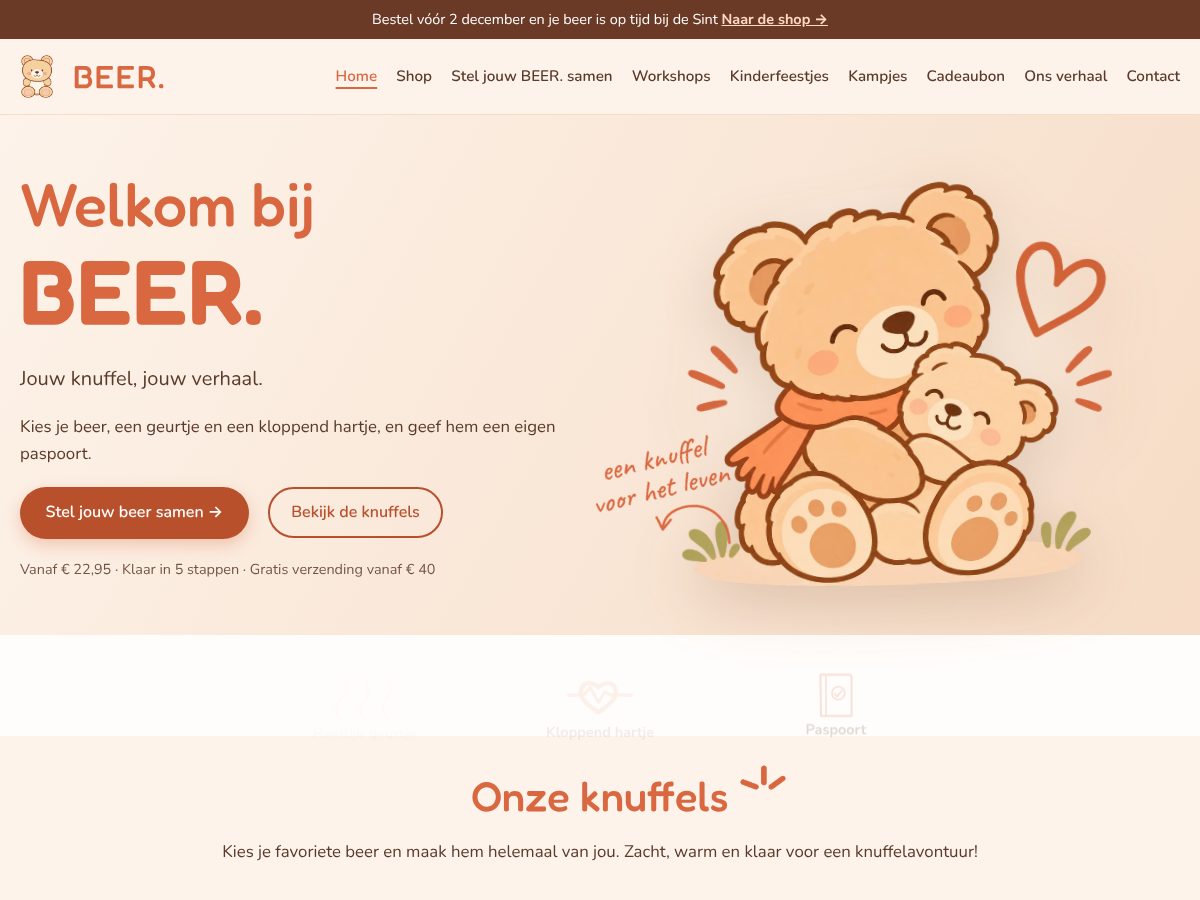 Bestel vóór 2 december en je beer is op tijd bij de Sint Naar de shop →
BEER.
Home Shop Stel jouw BEER. samen Workshops Kinderfeestjes Kampjes Cadeaubon Ons verhaal Contact
Welkom bij
BEER.
Jouw knuffel, jouw verhaal.
Kies je beer, een geurtje en een kloppend hartje, en geef hem een eigen
paspoort.
Stel jouw beer samen →
Bekijk de knuffels
Vanaf € 22,95 · Klaar in 5 stappen · Gratis verzending vanaf € 40
een knuffel
voor het leven
Kloppend hartje
Paspoort
Onze knuffels
Kies je favoriete beer en maak hem helemaal van jou. Zacht, warm en klaar voor een knuffelavontuur!